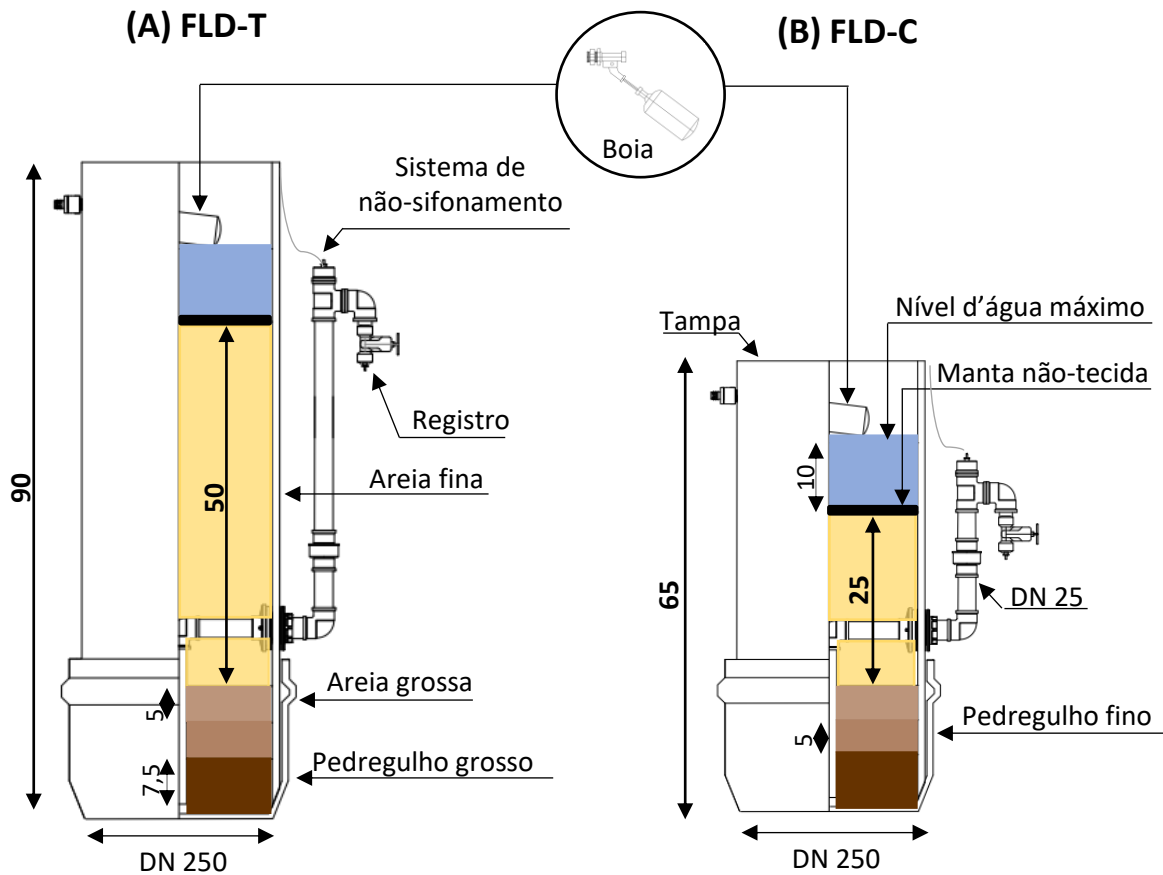 (A) FLD-T
(B) FLD-C
Boia
Sistema de
não-sifonamento
Nível d’água máximo
Tampa
Manta não-tecida
Registro
10
Areia fina
90
50
65
25
DN 25
Areia grossa
5
Pedregulho fino
5
Pedregulho grosso
7,5
DN 250
DN 250